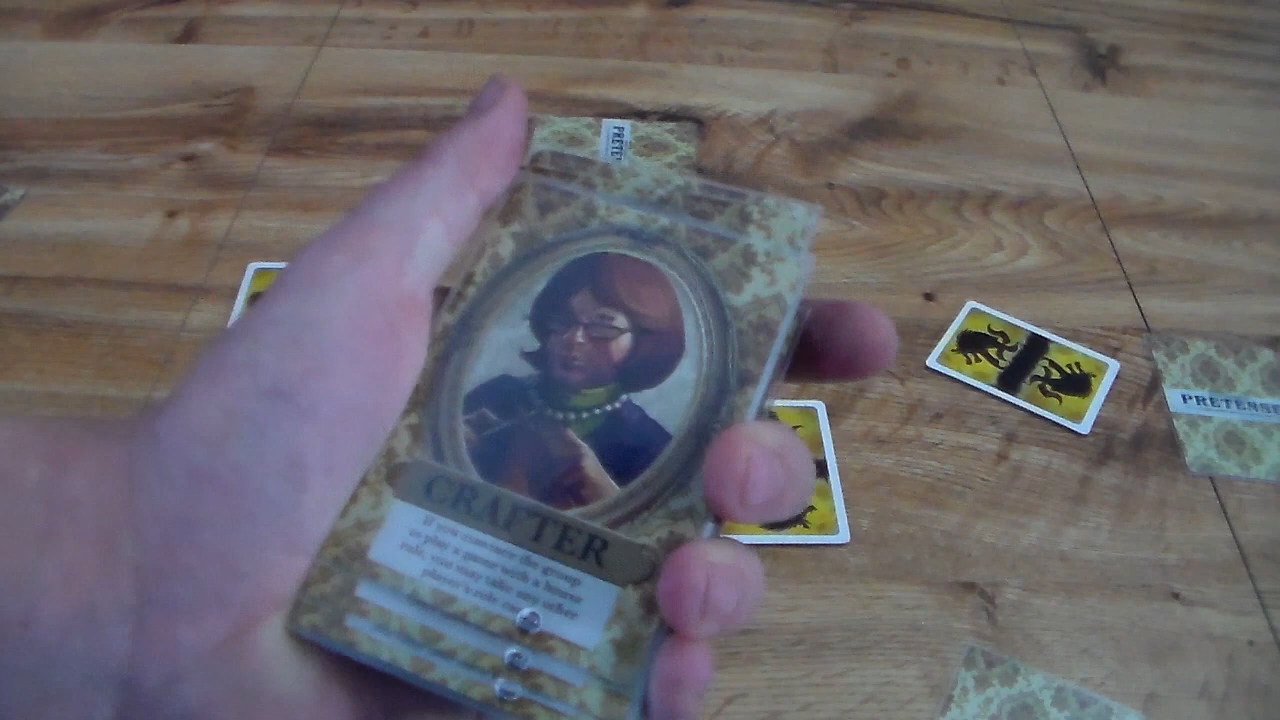 PRETE
CRAFTER
If you convince the group
to play a game with a house
rule, you may take any other
player's role card.
PRETENSE